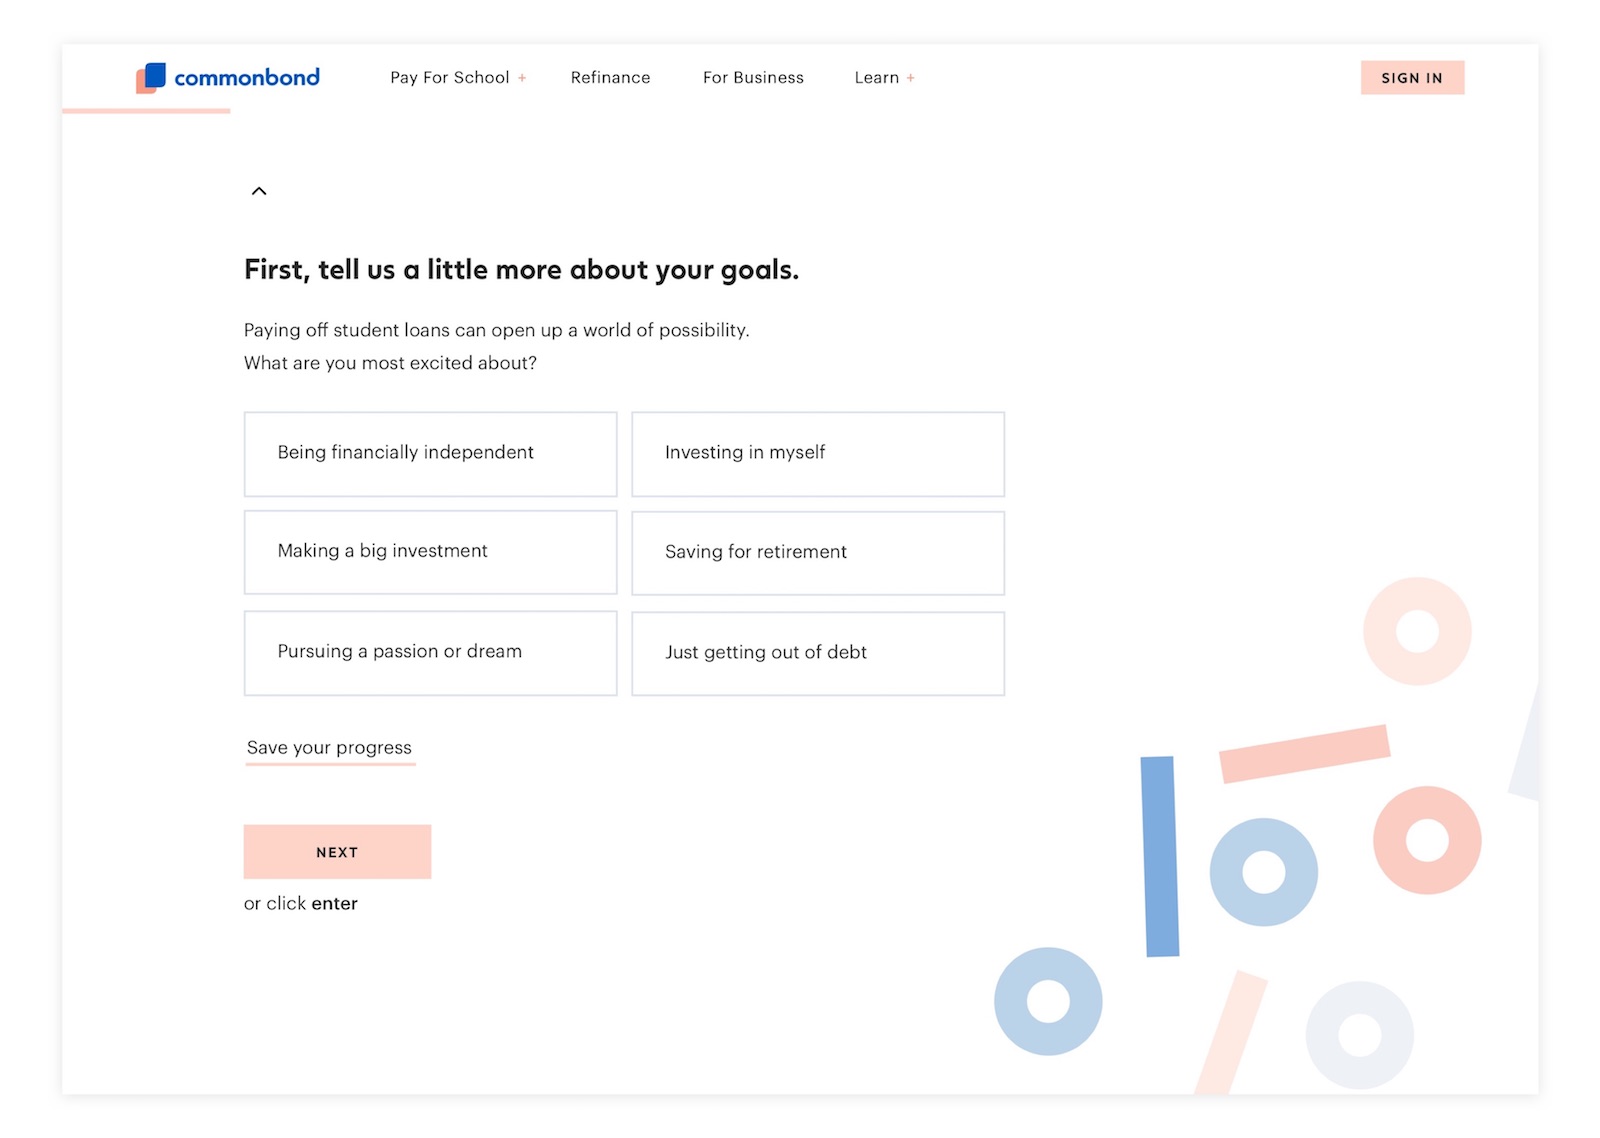 commonbond
Pay For School +
Refinance
For Business
Learn +
SIGN IN
First, tell us a little more about your goals.
Paying off student loans can open up a world of possibility.
What are you most excited about?
Being financially independent
Investing in myself
Making a big investment
Saving for retirement
Pursuing a passion or dream
Just getting out of debt
Save your progress
NEXT
or click enter